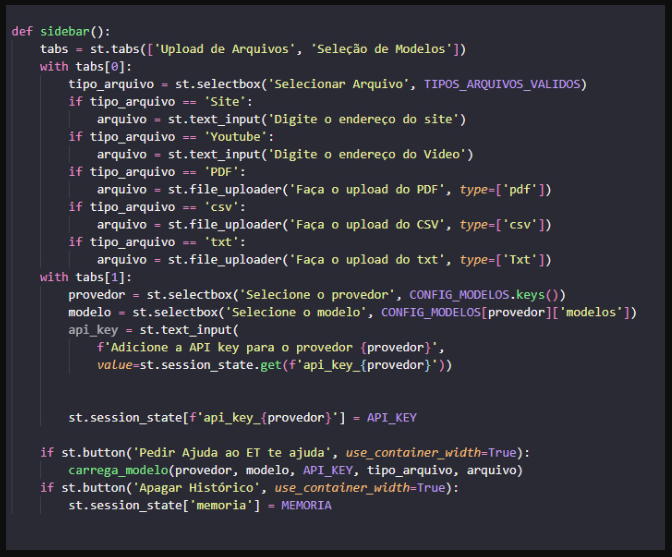 def sidebar():
    tabs = st.tabs(['Upload de Arquivos', 'Seleção de Modelos'])
    with tabs[0]:
        tipo_arquivo = st.selectbox('Selecionar Arquivo', TIPOS_ARQUIVOS_VALIDOS)
        if tipo_arquivo == 'Site':
            arquivo = st.text_input('Digite o endereço do site')
        if tipo_arquivo == 'Youtube':
            arquivo = st.text_input('Digite o endereço do Video')
        if tipo_arquivo == 'PDF':
            arquivo = st.file_uploader('Faça o upload do PDF', type=['pdf'])
        if tipo_arquivo == 'csv':
            arquivo = st.file_uploader('Faça o upload do CSV', type=['csv'])
        if tipo_arquivo == 'txt':
            arquivo = st.file_uploader('Faça o upload do txt', type=['Txt'])
    with tabs[1]:
        provedor = st.selectbox('Selecione o provedor', CONFIG_MODELOS.keys())
        modelo = st.selectbox('Selecione o modelo', CONFIG_MODELOS[provedor]['modelos'])
        api_key = st.text_input(
            f'Adicione a API key para o provedor {provedor}',
            value=st.session_state.get(f'api_key_{provedor}'))
        st.session_state[f'api_key_{provedor}'] = API_KEY
    if st.button('Pedir Ajuda ao ET te ajuda', use_container_width=True):
        carrega_modelo(provedor, modelo, API_KEY, tipo_arquivo, arquivo)
    if st.button('Apagar Histórico', use_container_width=True):
        st.session_state['memoria'] = MEMORIA